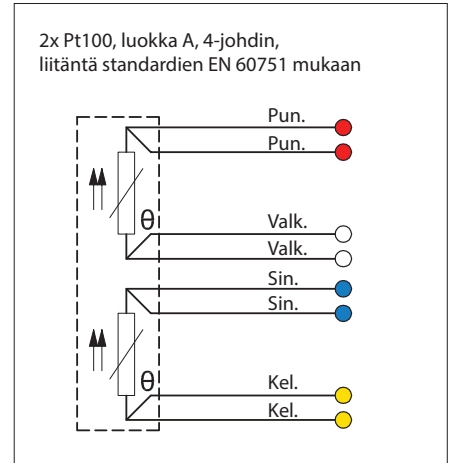 2x Pt100, luokka A, 4-johdin,
liitäntä standardien EN 60751 mukaan
Pun.
Pun.
θ
Valk.
Valk.
Sin.
Sin.
θ
Kel.
Kel.